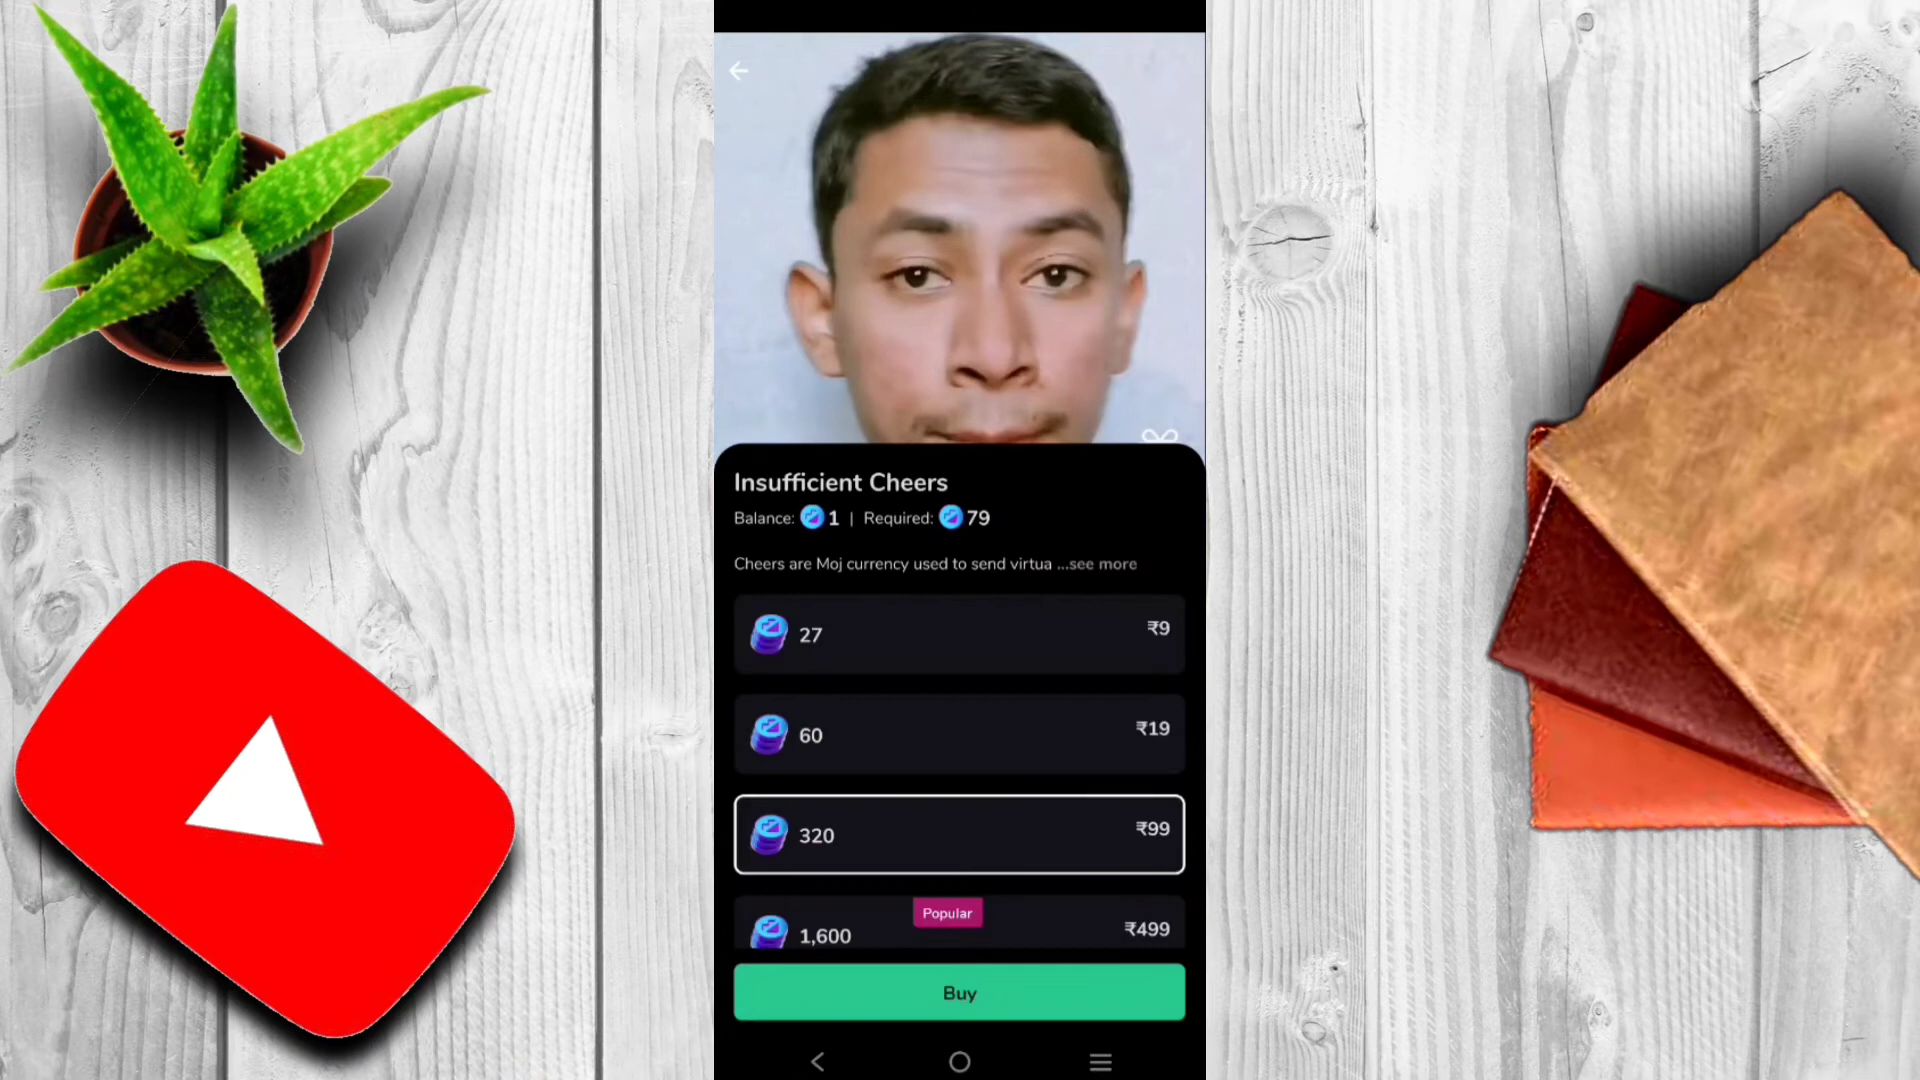 Insufficient Cheers
Balance: 1 | Required: 79
Cheers are Moj currency used to send virtua ...see more
27 ₹9
60 ₹19
320 ₹99
Popular
1,600 ₹499
Buy